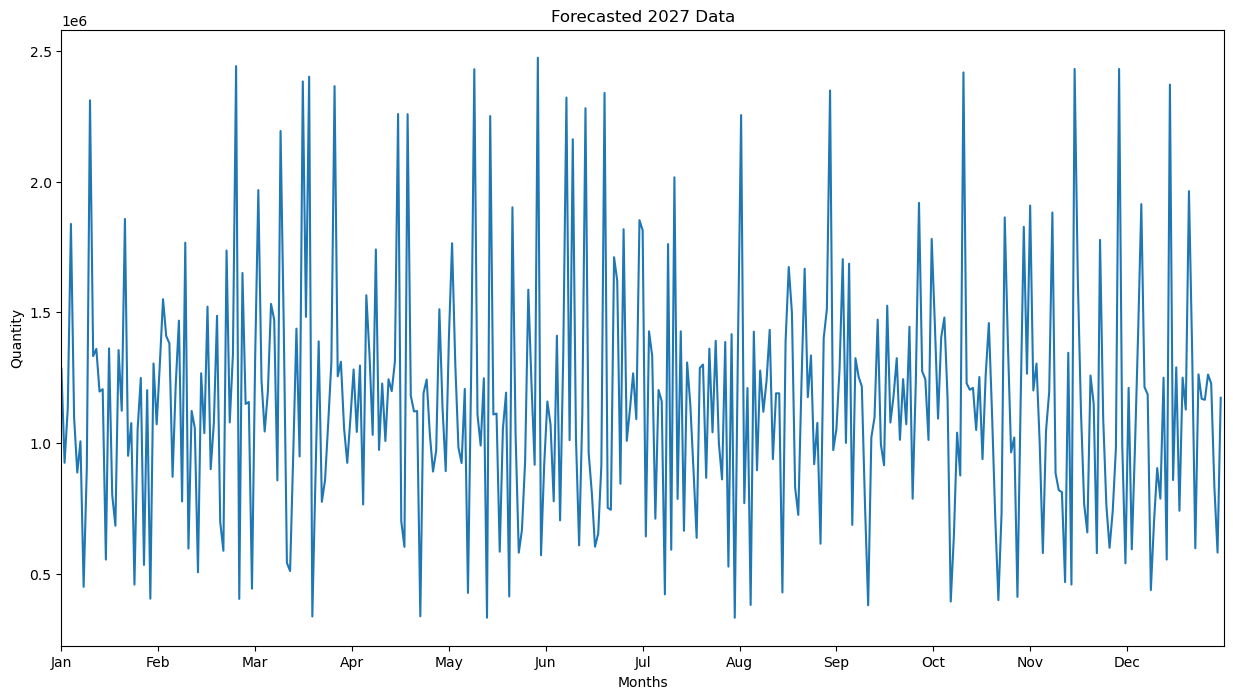 Forecasted 2027 Data
1e6
2.5
2.0
1.5
1.0
0.5
Quantity
Jan Feb Mar Apr May Jun Jul Aug Sep Oct Nov Dec
Months